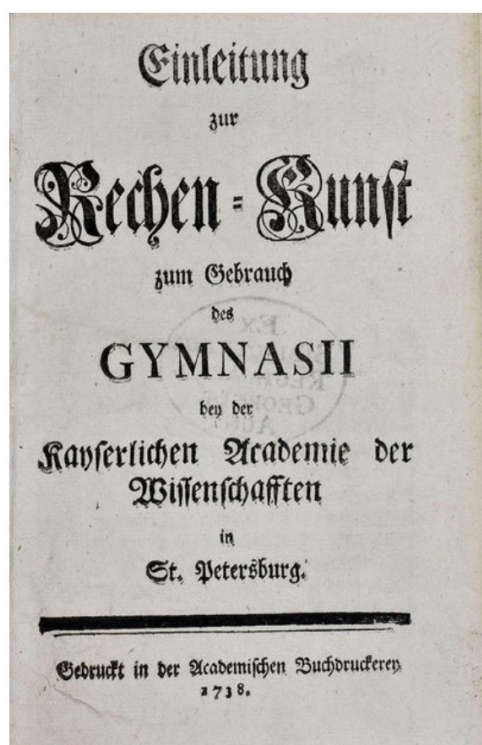 Einleitung
zur
Rechen-Kunst
zum Gebrauch
des
GYMNASII
bey der
Kayserlichen Academie der
Wissenschafften
in
St. Petersburg.
Gedruckt in der Academischen Buchdruckerey
1738.